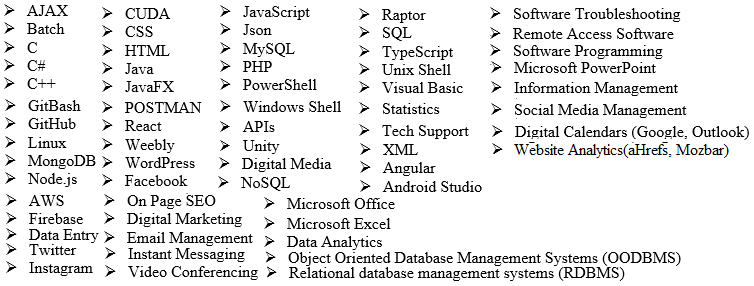 ➢ AJAX
➢ Batch
➢ C
➢ C#
➢ C++
➢ GitBash
➢ GitHub
➢ Linux
➢ MongoDB
➢ Node.js
➢ AWS
➢ Firebase
➢ Data Entry
➢ Twitter
➢ Instagram
➢ CUDA
➢ CSS
➢ HTML
➢ Java
➢ JavaFX
➢ POSTMAN
➢ React
➢ Weebly
➢ WordPress
➢ Facebook
➢ On Page SEO
➢ Digital Marketing
➢ Email Management
➢ Instant Messaging
➢ Video Conferencing
➢ JavaScript
➢ Json
➢ MySQL
➢ PHP
➢ PowerShell
➢ Windows Shell
➢ APIs
➢ Unity
➢ Digital Media
➢ NoSQL
➢ Microsoft Office
➢ Microsoft Excel
➢ Data Analytics
➢ Object Oriented Database Management Systems (OODBMS)
➢ Relational database management systems (RDBMS)
➢ Raptor
➢ SQL
➢ TypeScript
➢ Unix Shell
➢ Visual Basic
➢ Statistics
➢ Tech Support
➢ XML
➢ Angular
➢ Android Studio
➢ Software Troubleshooting
➢ Remote Access Software
➢ Software Programming
➢ Microsoft PowerPoint
➢ Information Management
➢ Social Media Management
➢ Digital Calendars (Google, Outlook)
➢ Website Analytics(aHrefs, Mozbar)